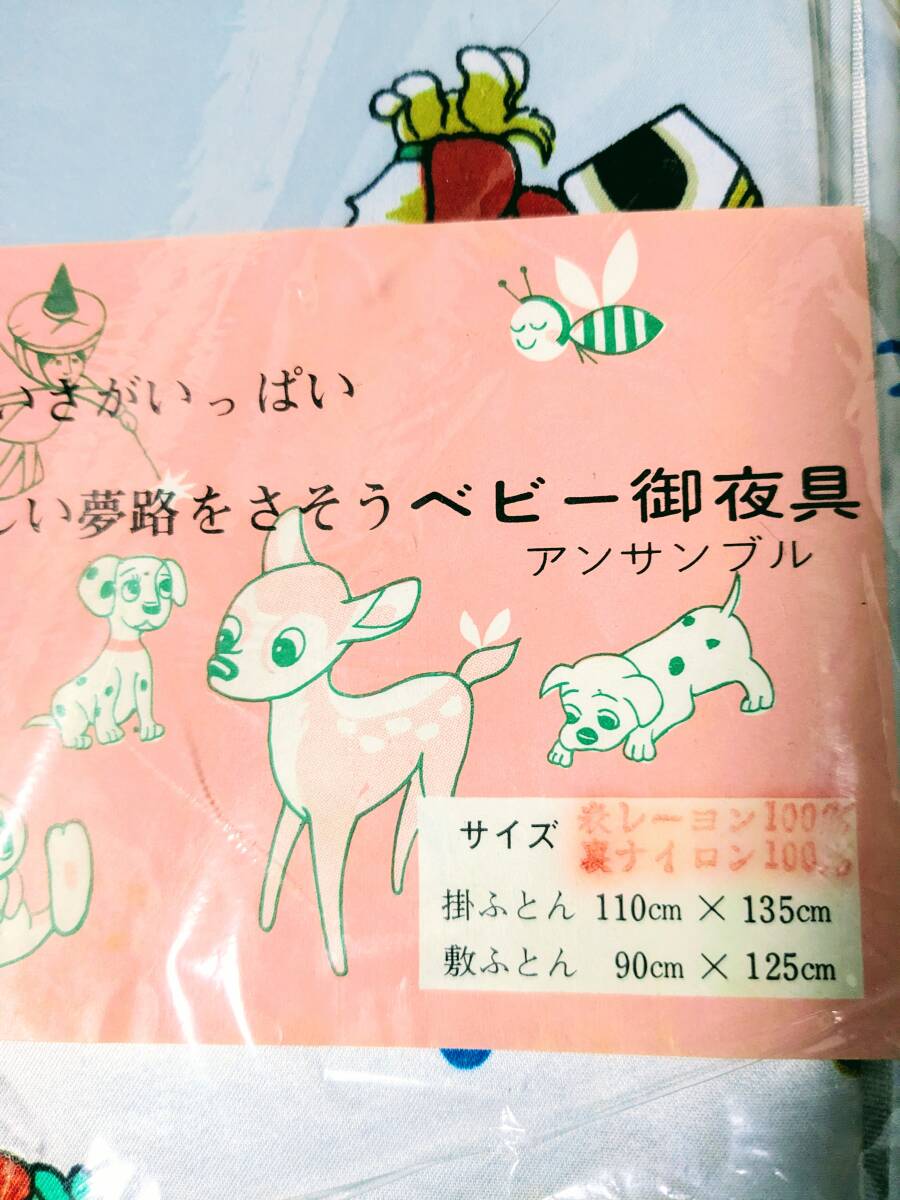 いさがいっぱい
しい夢路をさそうベビー御夜具
アンサンブル
サイズ 表レーヨン100%
裏ナイロン100%
掛ふとん 110cm × 135cm
敷ふとん 90cm × 125cm